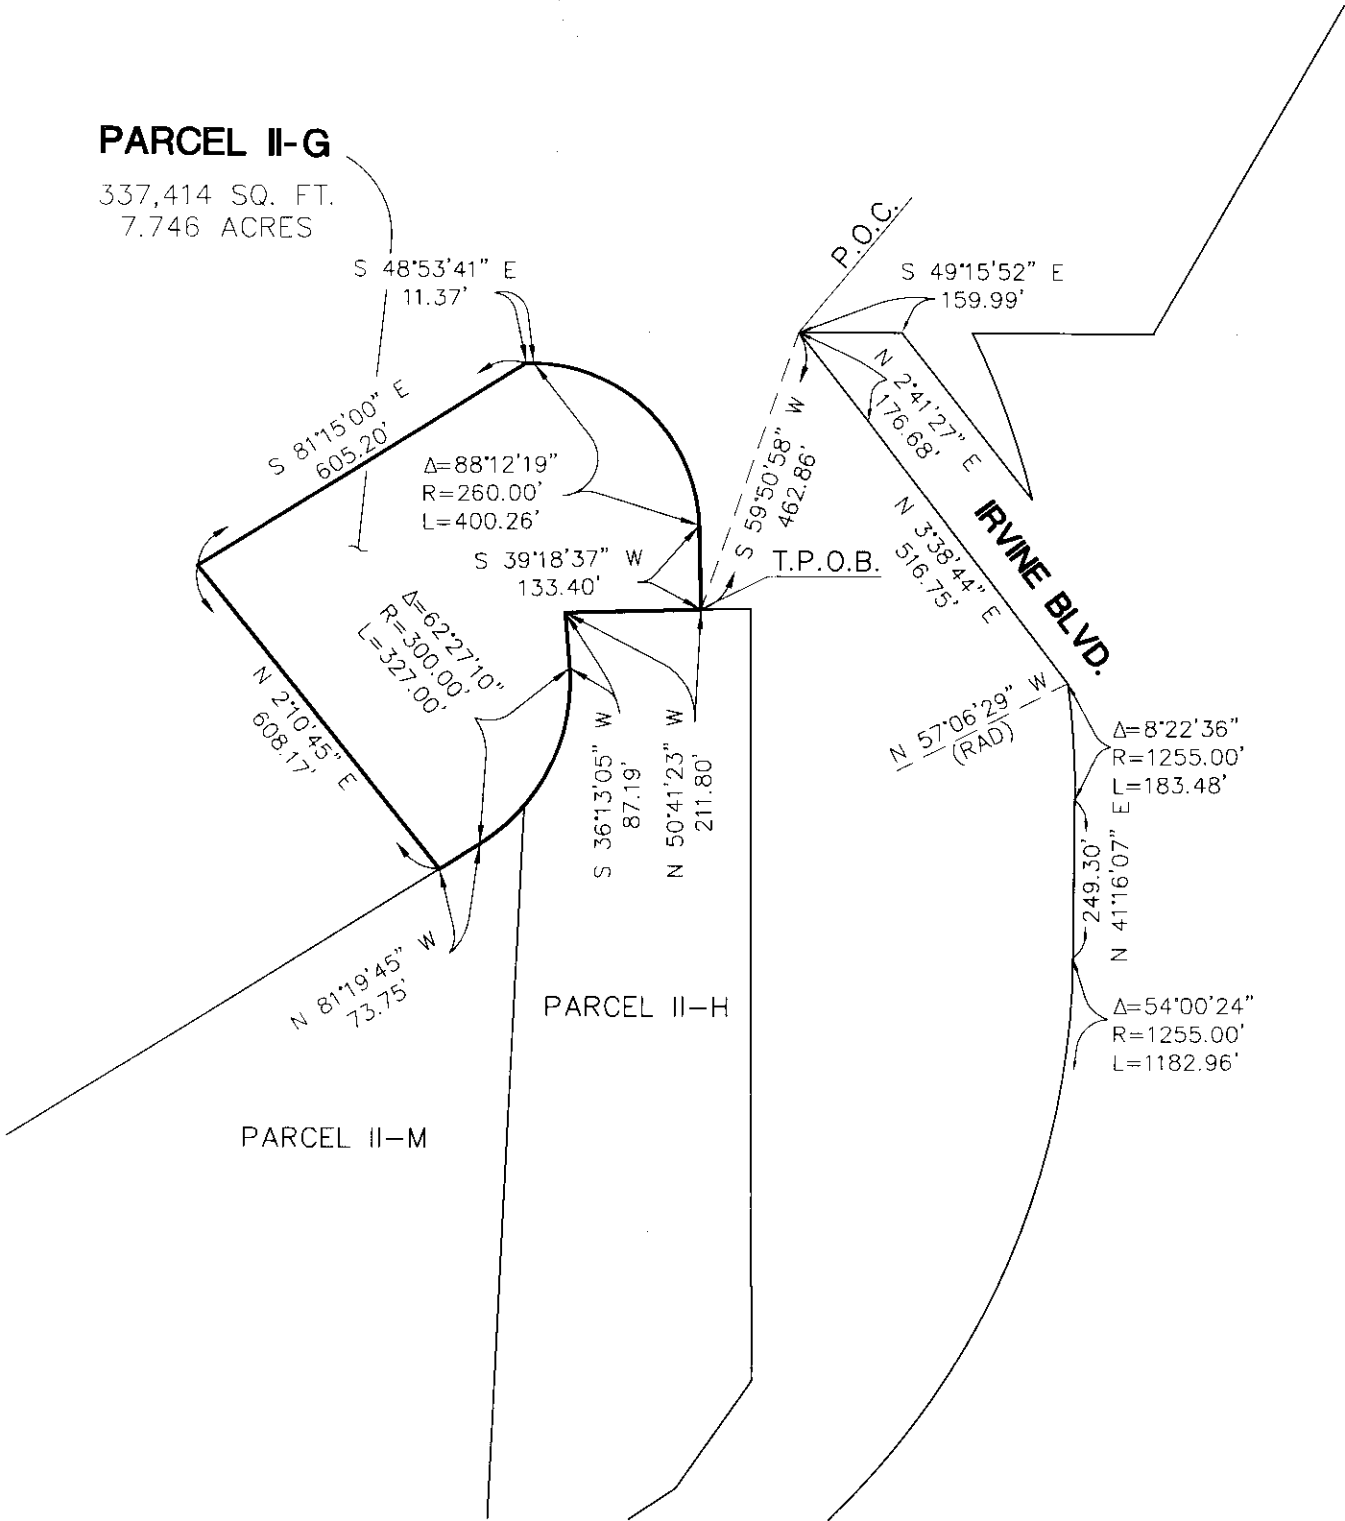 PARCEL II-G
337,414 SQ. FT.
7.746 ACRES
S 48°53'41" E
11.37'
P.O.C.
S 49°15'52" E
159.99'
N 2°41'27" E
176.68'
S 81°15'00" E
605.20'
Δ=88°12'19"
R=260.00'
L=400.26'
S 59°50'58" W
462.86'
N 3°38'44" E
516.75'
IRVINE BLVD.
S 39°18'37" W
133.40'
T.P.O.B.
Δ=62°27'10"
R=300.00'
L=327.00'
N 2°10'45" E
608.17'
S 36°13'05" W
87.19'
N 50°41'23" W
211.80'
N 57°06'29" W
(RAD)
Δ=8°22'36"
R=1255.00'
L=183.48'
249.30'
N 41°16'07" E
N 81°19'45" W
73.75'
PARCEL II-H
Δ=54°00'24"
R=1255.00'
L=1182.96'
PARCEL II-M